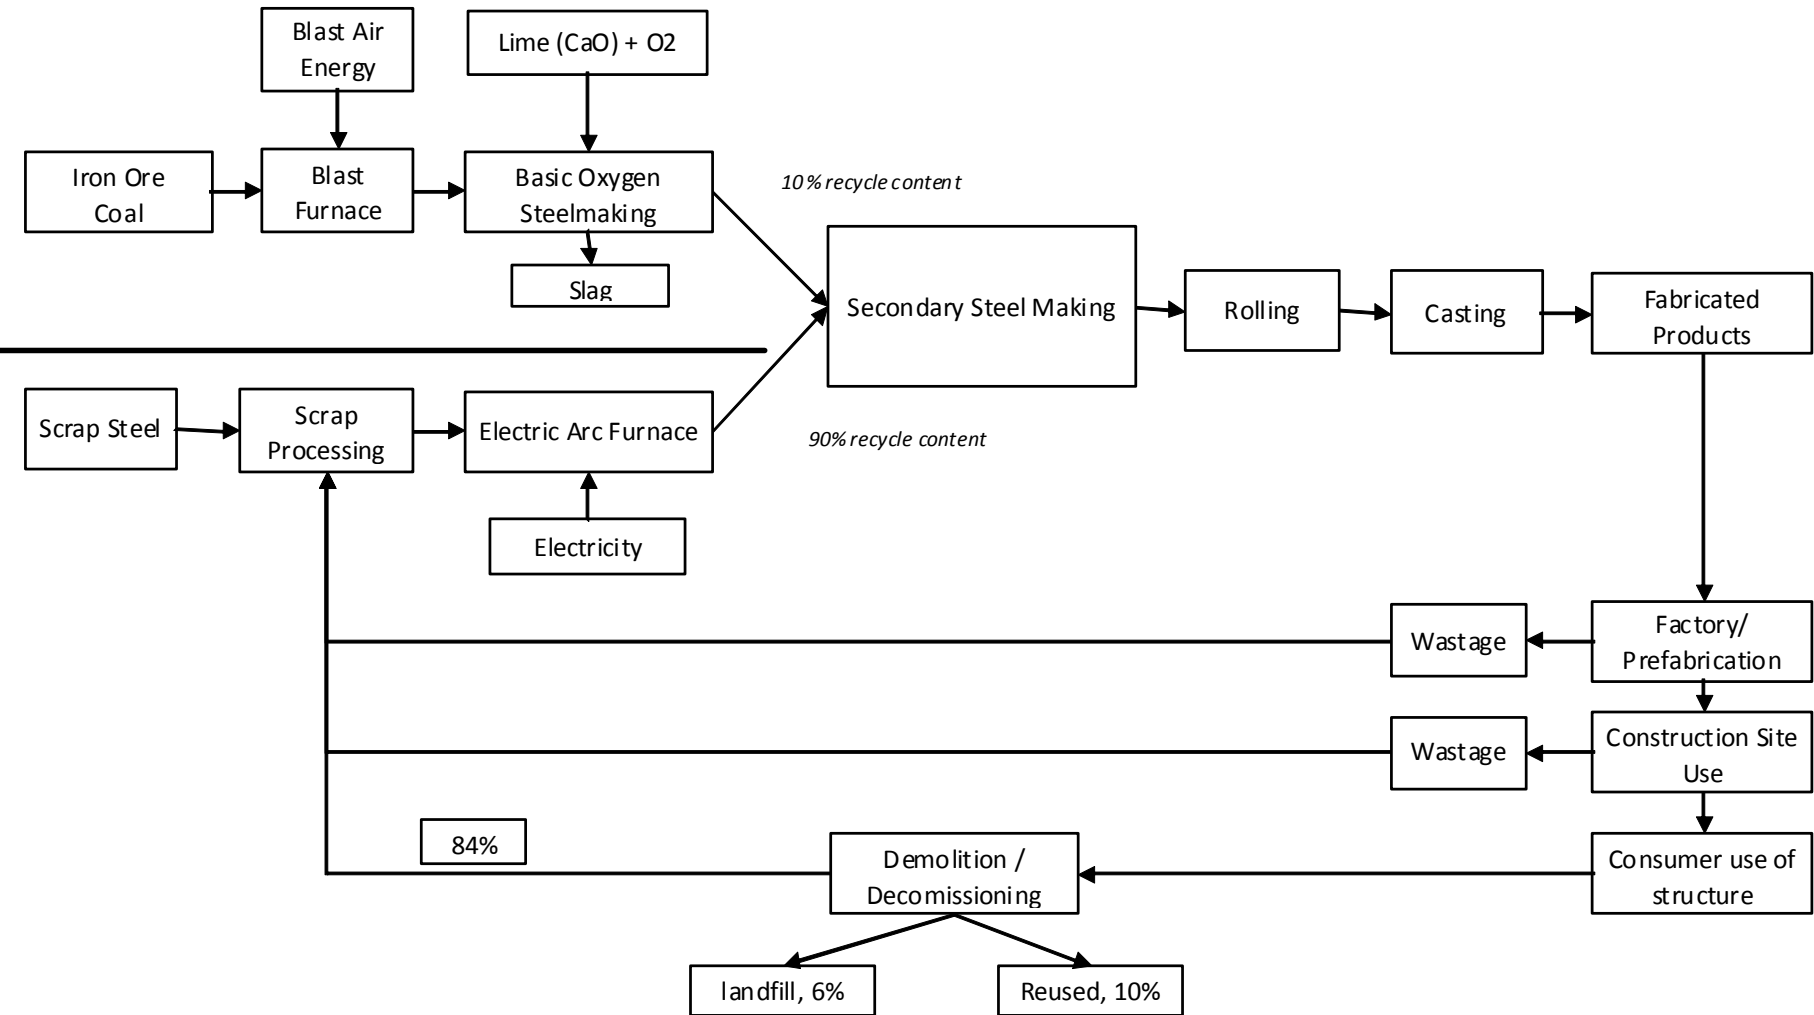 Blast Air
Energy
Lime (CaO) + O2
Iron Ore
Coal
Blast
Furnace
Basic Oxygen
Steelmaking
10% recycle content
Slag
Secondary Steel Making
Rolling
Casting
Fabricated
Products
Scrap Steel
Scrap
Processing
Electric Arc Furnace
90% recycle content
Electricity
Wastage
Factory/
Prefabrication
Wastage
Construction Site
Use
84%
Demolition /
Decomissioning
Consumer use of
structure
landfill, 6%
Reused, 10%